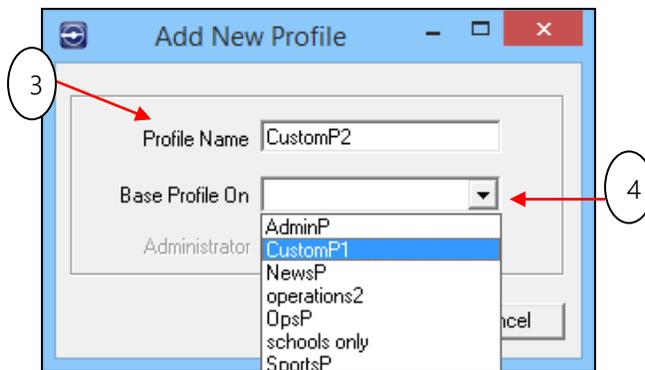 Add New Profile
3
Profile Name CustomP2
4
Base Profile On
AdminP
Administrator CustomP1
NewsP
operations2
OpsP
ncel
schools only
SportsP